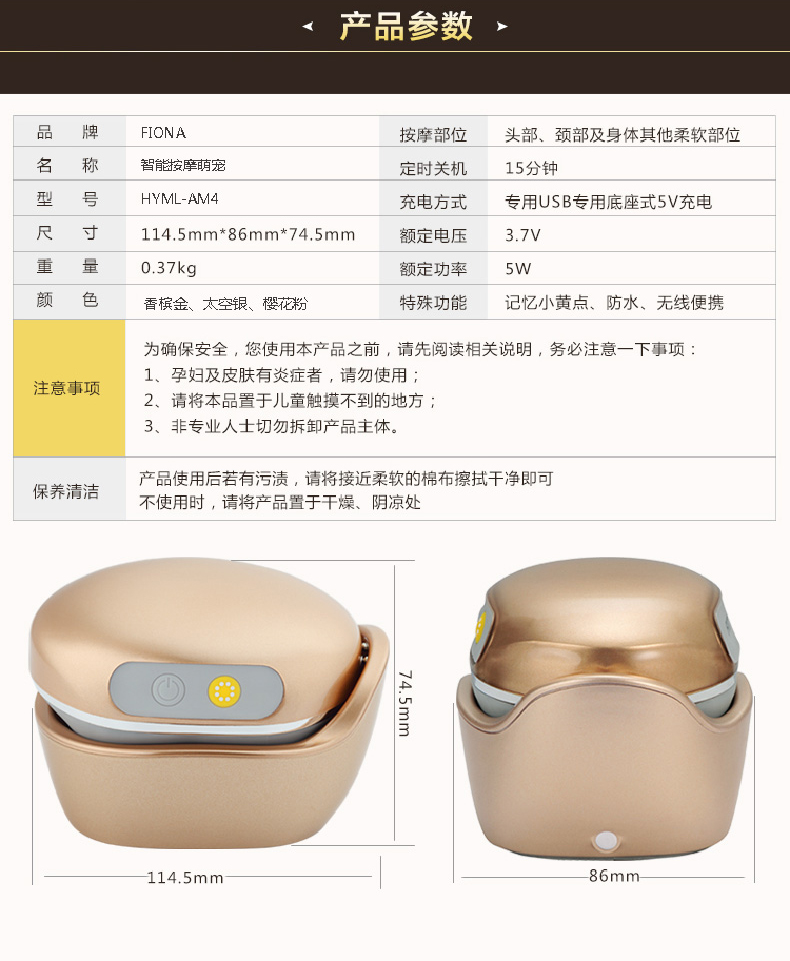 产品参数
品 牌 FIONA 按摩部位 头部、颈部及身体其他柔软部位
名 称 智能按摩萌宠 定时关机 15分钟
型 号 HYML-AM4 充电方式 专用USB专用底座式5V充电
尺 寸 114.5mm*86mm*74.5mm 额定电压 3.7V
重 量 0.37kg 额定功率 5W
颜 色 香槟金、太空银、樱花粉 特殊功能 记忆小黄点、防水、无线便携
注意事项
为确保安全，您使用本产品之前，请先阅读相关说明，务必注意一下事项：
1、孕妇及皮肤有炎症者，请勿使用；
2、请将本品置于儿童触摸不到的地方；
3、非专业人士切勿拆卸产品主体。
保养清洁
产品使用后若有污渍，请将接近柔软的棉布擦拭干净即可
不使用时，请将产品置于干燥、阴凉处
74.5mm
114.5mm
86mm